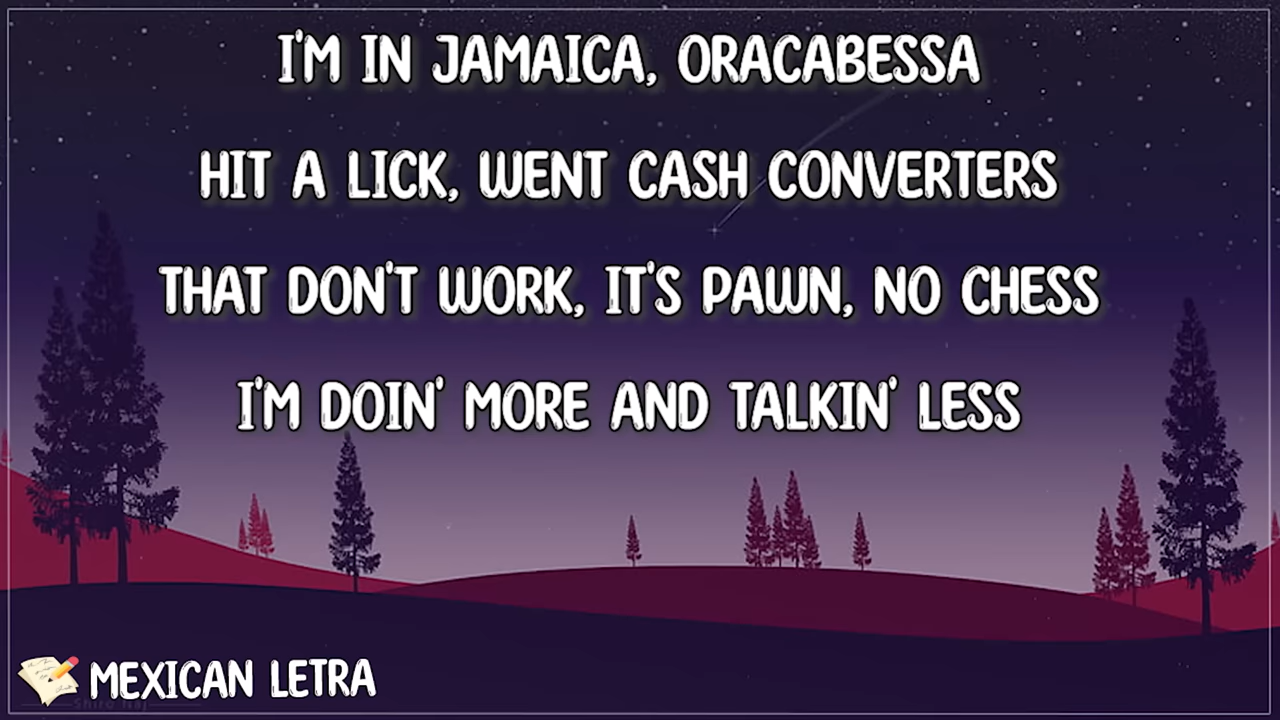 I'M IN JAMAICA, ORACABESSA
HIT A LICK, WENT CASH CONVERTERS
THAT DON'T WORK, IT'S PAWN, NO CHESS
I'M DOIN' MORE AND TALKIN' LESS
MEXICAN LETRA